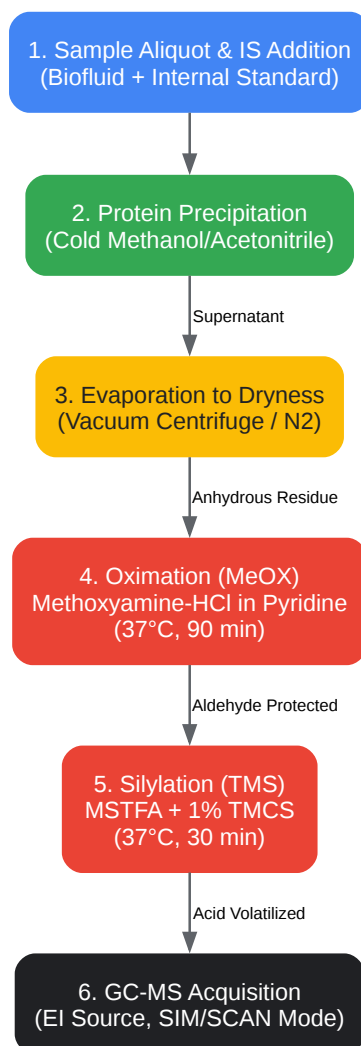 1. Sample Aliquot & IS Addition
(Biofluid + Internal Standard)
2. Protein Precipitation
(Cold Methanol/Acetonitrile)
Supernatant
3. Evaporation to Dryness
(Vacuum Centrifuge / N2)
Anhydrous Residue
4. Oximation (MeOX)
Methoxyamine-HCl in Pyridine
(37°C, 90 min)
Aldehyde Protected
5. Silylation (TMS)
MSTFA + 1% TMCS
(37°C, 30 min)
Acid Volatilized
6. GC-MS Acquisition
(EI Source, SIM/SCAN Mode)